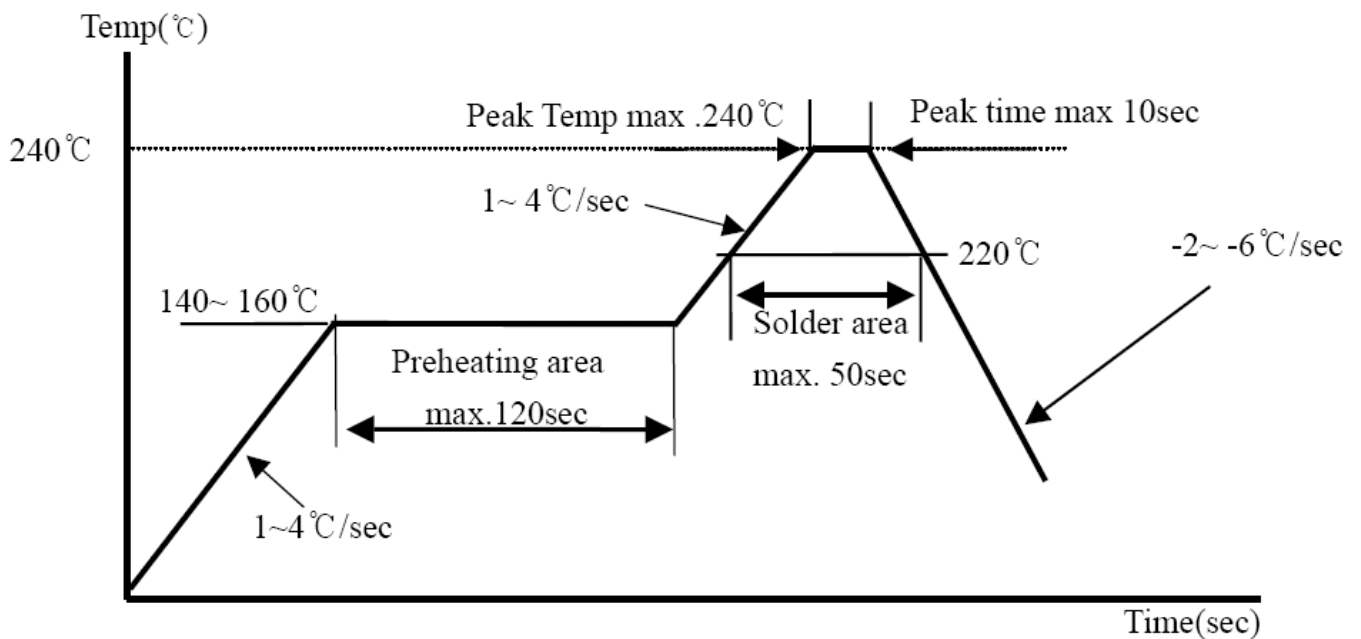 Temp(℃)
Peak Temp max .240℃
Peak time max 10sec
240℃
1~ 4℃/sec
220℃
-2~ -6℃/sec
140~ 160℃
Solder area
max. 50sec
Preheating area
max.120sec
1~4℃/sec
Time(sec)